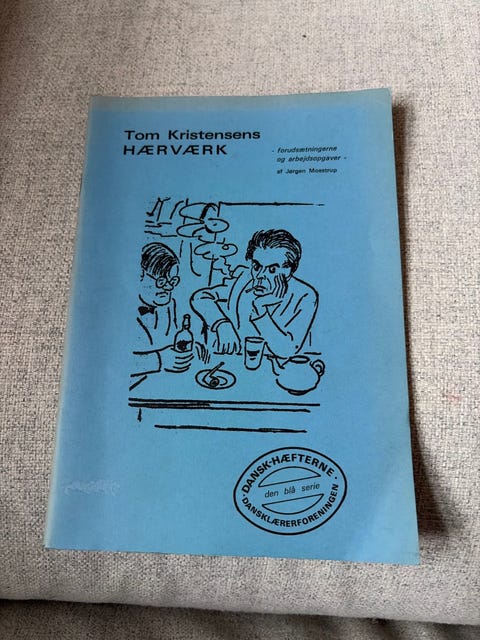 Tom Kristensens
HÆRVÆRK
- forudsætningerne
og arbejdsopgaver -
af Jørgen Moestrup
· DANSK-HÆFTERNE ·
den blå serie
DANSKLÆRERFORENINGEN